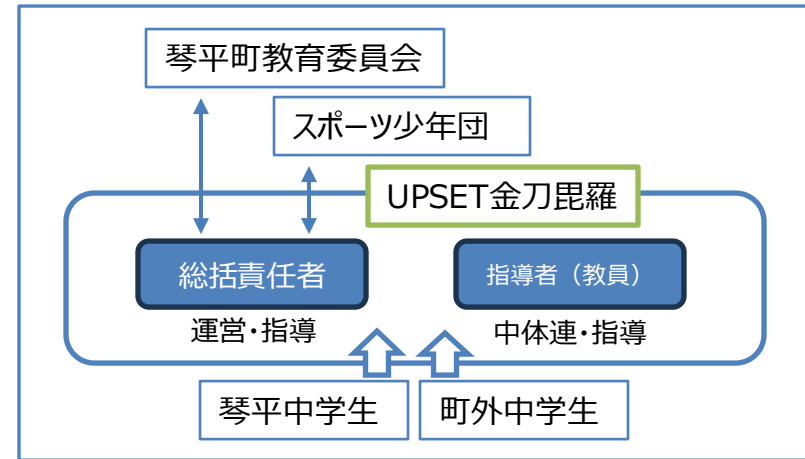 琴平町教育委員会
スポーツ少年団
UPSET金刀毘羅
総括責任者
指導者（教員）
運営・指導
中体連・指導
琴平中学生
町外中学生